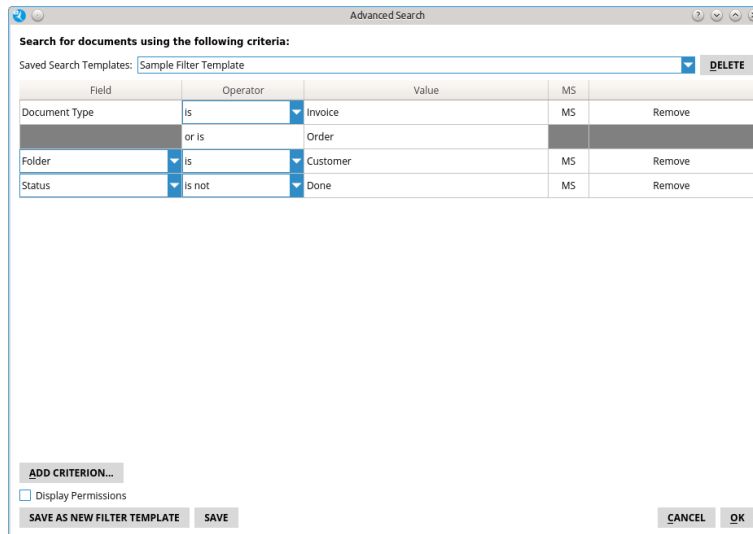 Advanced Search
Search for documents using the following criteria:
Saved Search Templates: Sample Filter Template DELETE
Field Operator Value MS
Document Type is Invoice MS Remove
or is Order
Folder is Customer MS Remove
Status is not Done MS Remove
ADD CRITERION...
Display Permissions
SAVE AS NEW FILTER TEMPLATE SAVE CANCEL OK